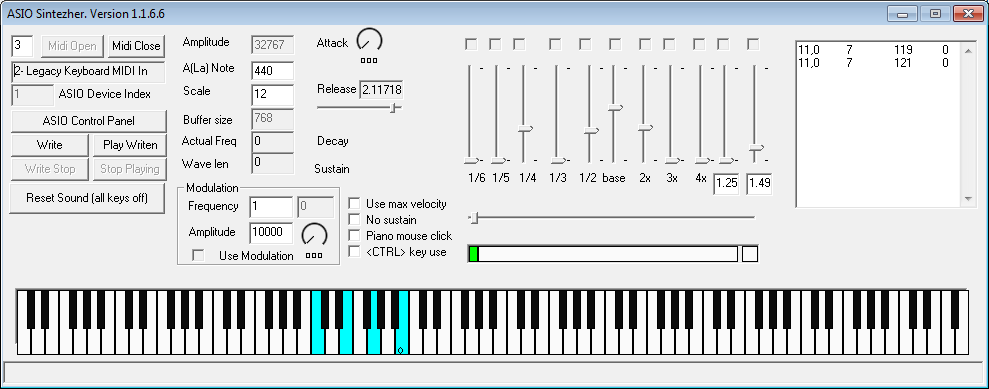 ASIO Sintezher. Version 1.1.6.6
3 Midi Open Midi Close
2- Legacy Keyboard MIDI In
1 ASIO Device Index
ASIO Control Panel
Write Play Writen
Write Stop Stop Playing
Reset Sound (all keys off)
Amplitude 32767
A(La) Note 440
Scale 12
Buffer size 768
Actual Freq 0
Wave len 0
Modulation
Frequency 1 0
Amplitude 10000
Use Modulation
Attack
Release 2.11718
Decay
Sustain
Use max velocity
No sustain
Piano mouse click
<CTRL> key use
1/6 1/5 1/4 1/3 1/2 base 2x 3x 4x 1.25 1.49
11,0 7 119 0
11,0 7 121 0